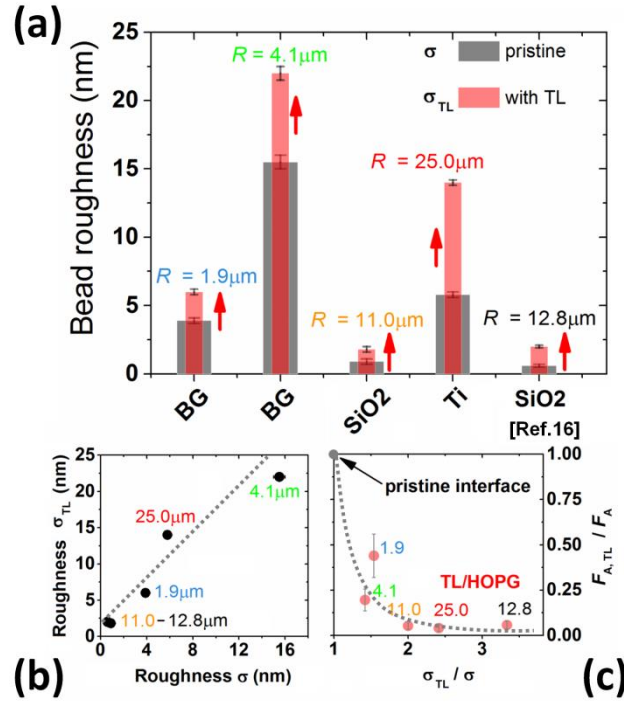 (a)
Bead roughness (nm)
25
20
15
10
5
0
R = 4.1μm
σ pristine
σTL with TL
R = 25.0μm
R = 1.9μm
R = 11.0μm
R = 12.8μm
BG
BG
SiO2
Ti
SiO2
[Ref.16]
Roughness σTL (nm)
25
20
15
10
5
0
4.1μm
25.0μm
1.9μm
11.0−12.8μm
0 4 8 12 16
Roughness σ (nm)
(b)
pristine interface
1.9
TL/HOPG
4.1
11.0 25.0 12.8
1.00
0.75
0.50
0.25
0.00
FA,TL / FA
1 2 3
σTL / σ
(c)